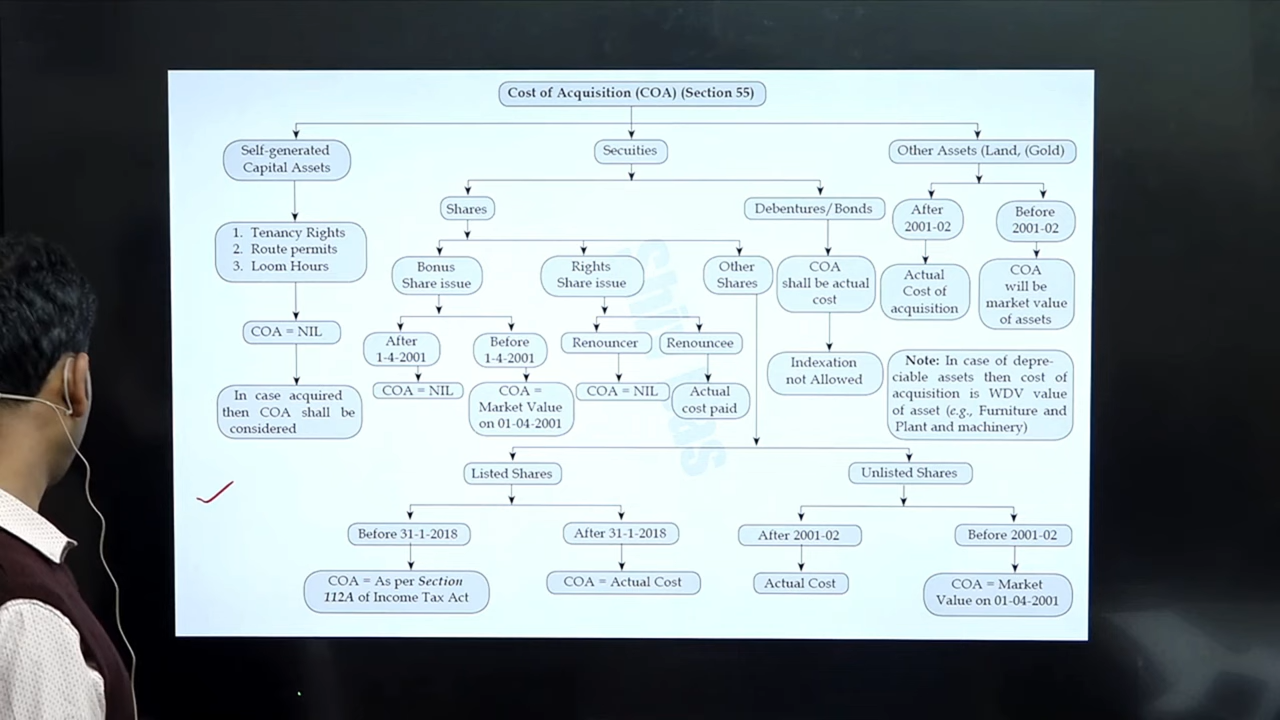 Cost of Acquisition (COA) (Section 55)
Self-generated
Capital Assets
Secuities
Other Assets (Land, (Gold)
Shares
Debentures/Bonds
After
2001-02
Before
2001-02
1. Tenancy Rights
2. Route permits
3. Loom Hours
Bonus
Share issue
Rights
Share issue
Other
Shares
COA
shall be actual
cost
Actual
Cost of
acquisition
COA
will be
market value
of assets
COA = NIL
After
1-4-2001
Before
1-4-2001
Renouncer
Renouncee
Indexation
not Allowed
Note: In case of depre-
ciable assets then cost of
acquisition is WDV value
of asset (e.g., Furniture and
Plant and machinery)
In case acquired
then COA shall be
considered
COA = NIL
COA =
Market Value
on 01-04-2001
COA = NIL
Actual
cost paid
Listed Shares
Unlisted Shares
Before 31-1-2018
After 31-1-2018
After 2001-02
Before 2001-02
COA = As per Section
112A of Income Tax Act
COA = Actual Cost
Actual Cost
COA = Market
Value on 01-04-2001